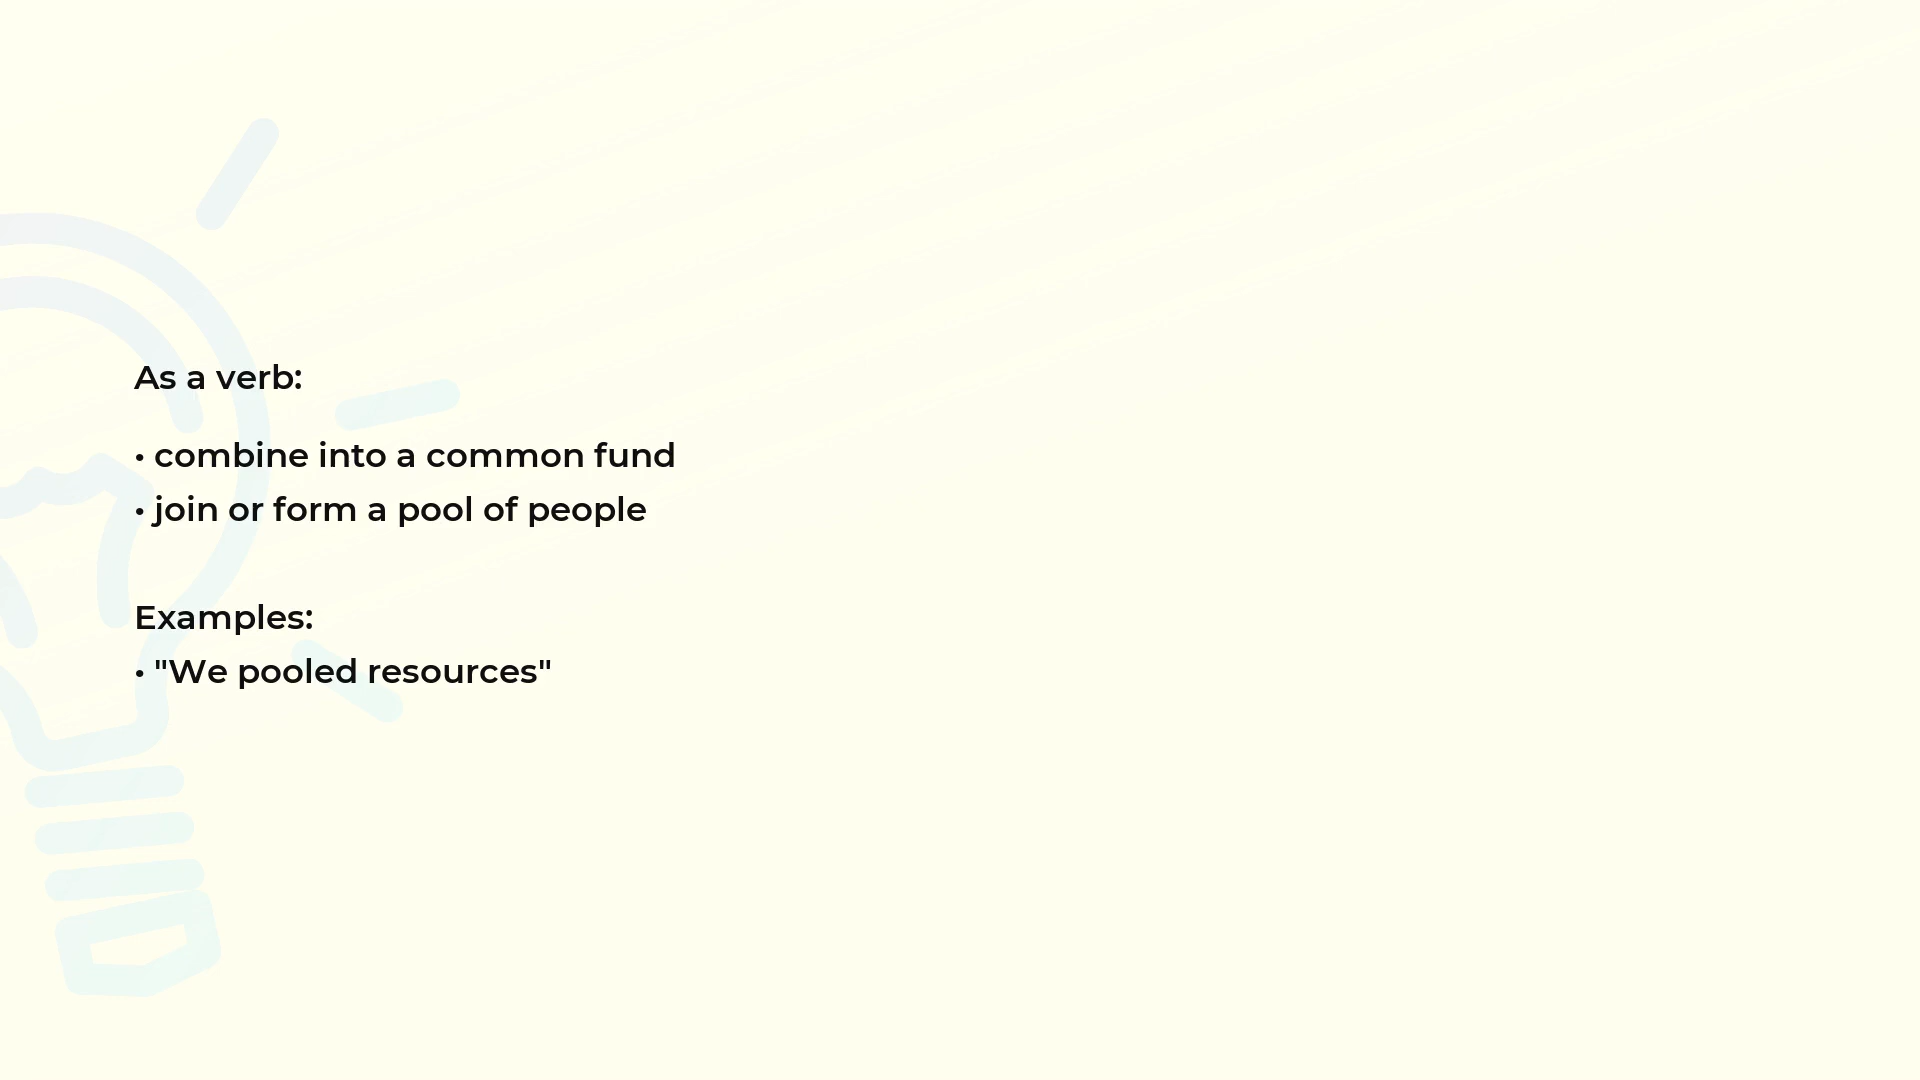 As a verb:
• combine into a common fund
• join or form a pool of people
Examples:
• "We pooled resources"